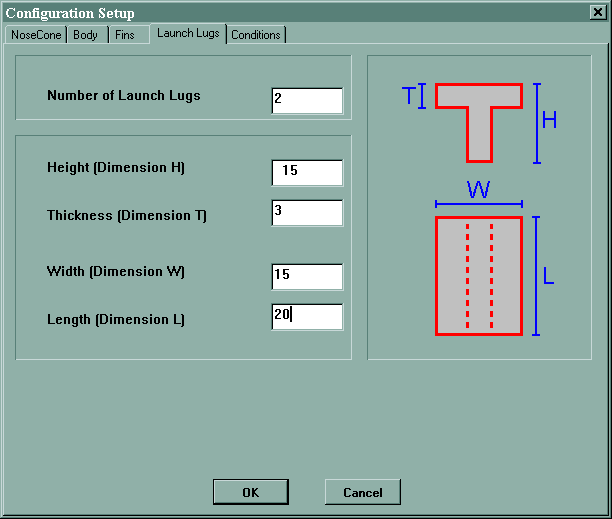 Configuration Setup
NoseCone Body Fins Launch Lugs Conditions
Number of Launch Lugs 2
Height (Dimension H) 15
Thickness (Dimension T) 3
Width (Dimension W) 15
Length (Dimension L) 20
T
H
W
L
OK Cancel